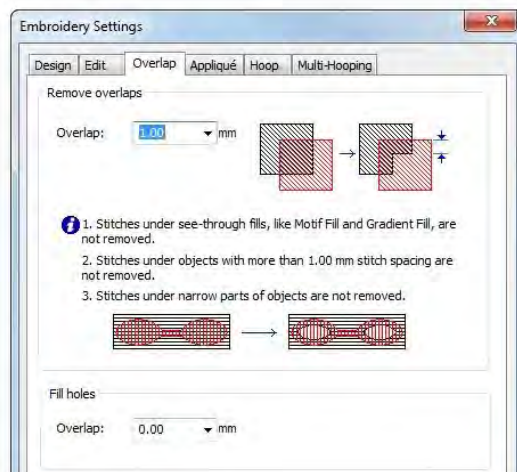 Embroidery Settings
Design Edit Overlap Appliqué Hoop Multi-Hooping
Remove overlaps
Overlap: 1.00 mm
1. Stitches under see-through fills, like Motif Fill and Gradient Fill, are
not removed.
2. Stitches under objects with more than 1.00 mm stitch spacing are
not removed.
3. Stitches under narrow parts of objects are not removed.
Fill holes
Overlap: 0.00 mm